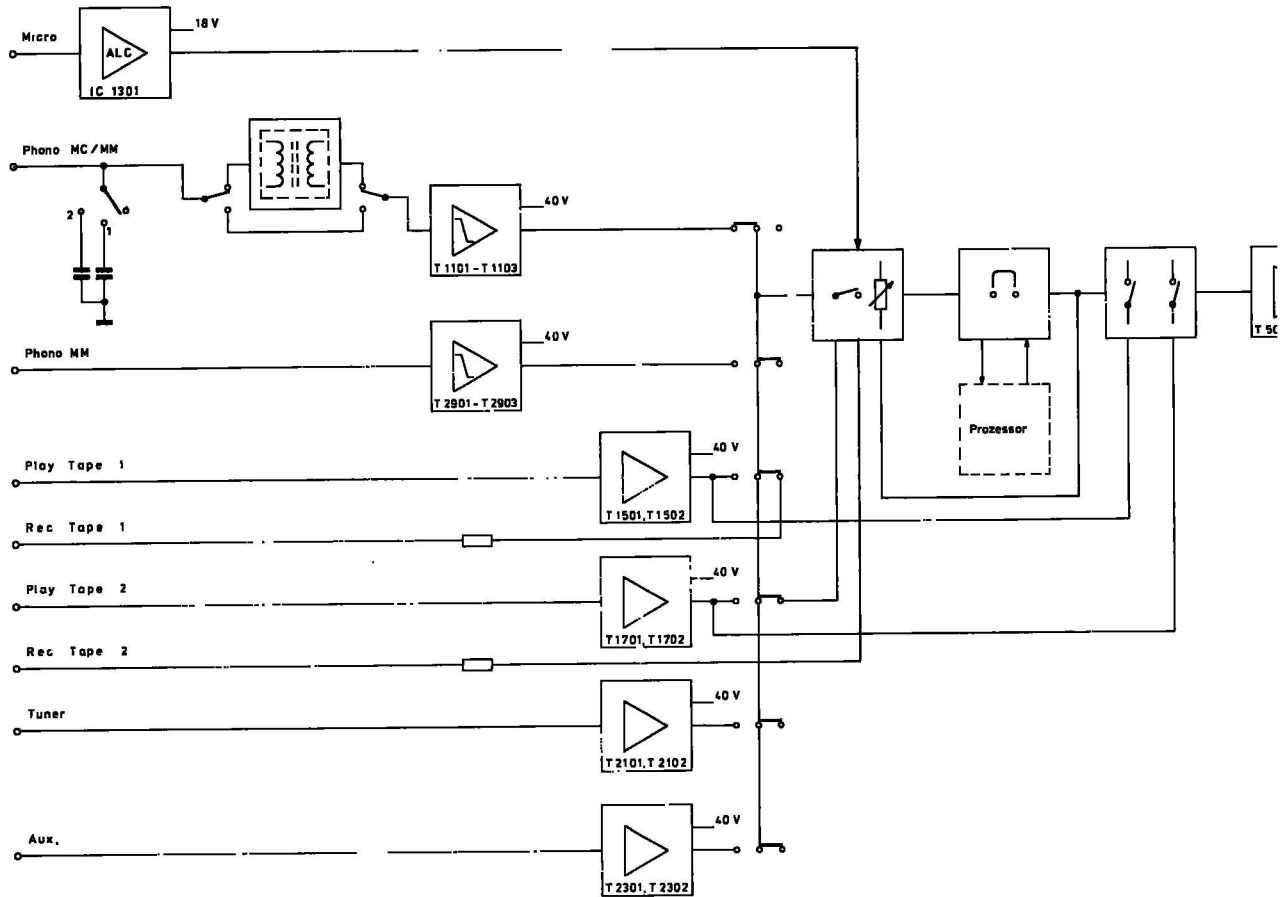 Micro
18 V
ALC
IC 1301
Phono MC/MM
2
1
40 V
T 1101 - T 1103
Phono MM
40 V
T 2901 - T 2903
T 50
Prozessor
Play Tape 1
40 V
T 1501, T 1502
Rec Tape 1
Play Tape 2
40 V
T 1701, T 1702
Rec Tape 2
Tuner
40 V
T 2101, T 2102
Aux.
40 V
T 2301, T 2302